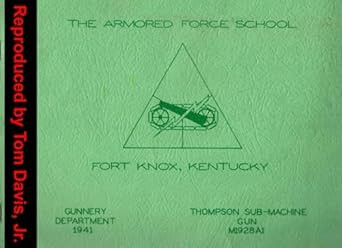 Reproduced by Tom Davis, Jr.
THE ARMORED FORCE SCHOOL
FORT KNOX, KENTUCKY
GUNNERY
DEPARTMENT
1941
THOMPSON SUB-MACHINE
GUN
M1928A1